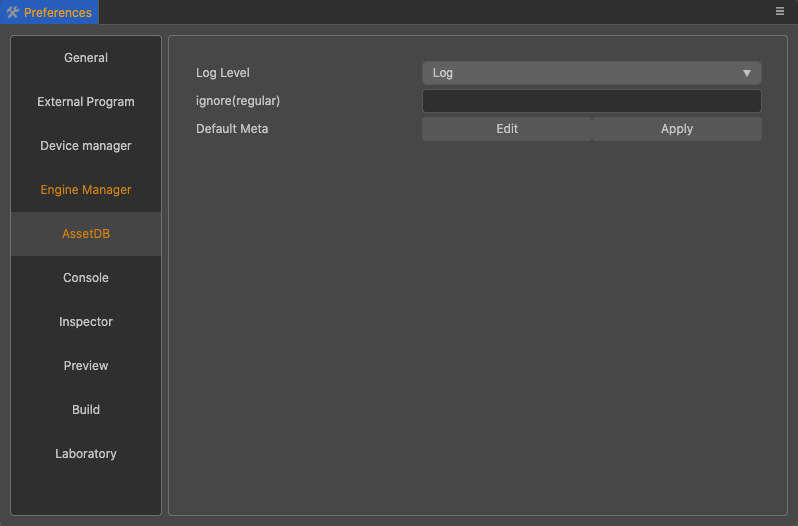 Preferences
General
External Program
Device manager
Engine Manager
AssetDB
Console
Inspector
Preview
Build
Laboratory
Log Level
Log
ignore(regular)
Default Meta
Edit
Apply